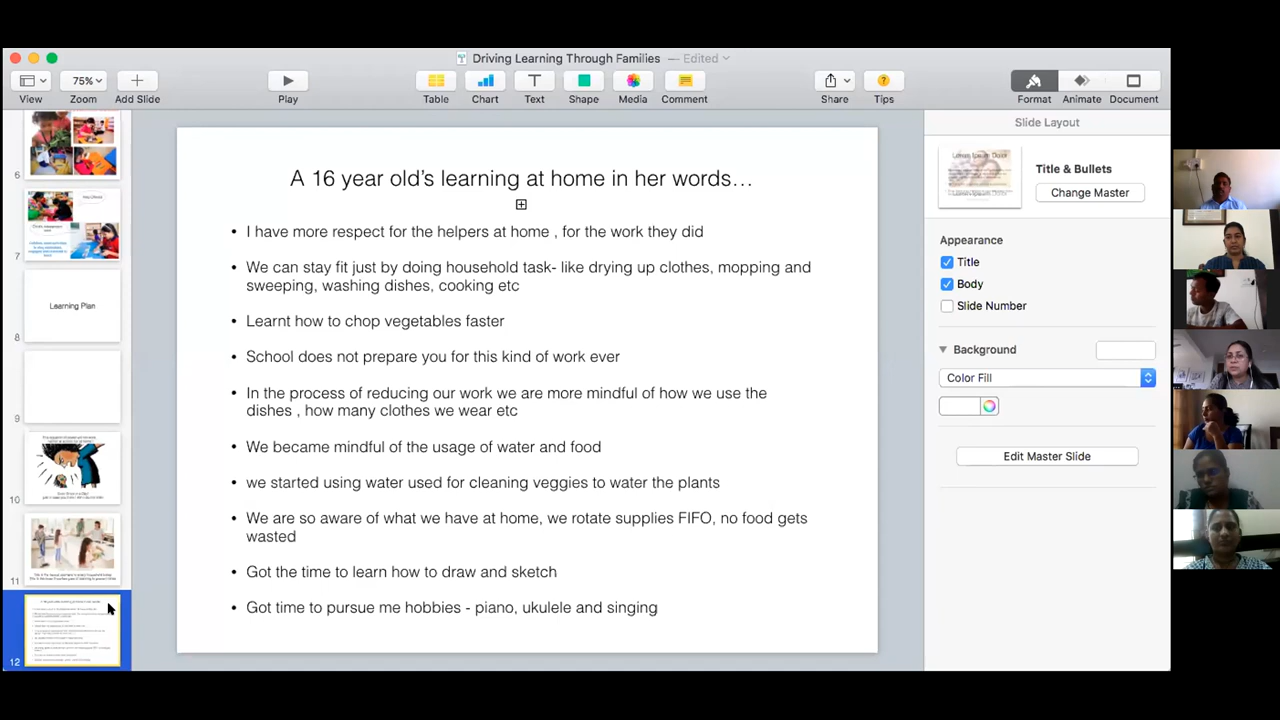 Driving Learning Through Families — Edited
75%
View
Zoom
Add Slide
Play
Table
Chart
Text
Shape
Media
Comment
Share
Tips
Format
Animate
Document
6
7
Learning Plan
8
9
10
11
12
A 16 year old's learning at home in her words…
• I have more respect for the helpers at home , for the work they did
• We can stay fit just by doing household task- like drying up clothes, mopping and
sweeping, washing dishes, cooking etc
• Learnt how to chop vegetables faster
• School does not prepare you for this kind of work ever
• In the process of reducing our work we are more mindful of how we use the
dishes , how many clothes we wear etc
• We became mindful of the usage of water and food
• we started using water used for cleaning veggies to water the plants
• We are so aware of what we have at home, we rotate supplies FIFO, no food gets
wasted
• Got the time to learn how to draw and sketch
• Got time to pursue me hobbies - piano, ukulele and singing
Slide Layout
Title & Bullets
Change Master
Appearance
Title
Body
Slide Number
Background
Color Fill
Edit Master Slide